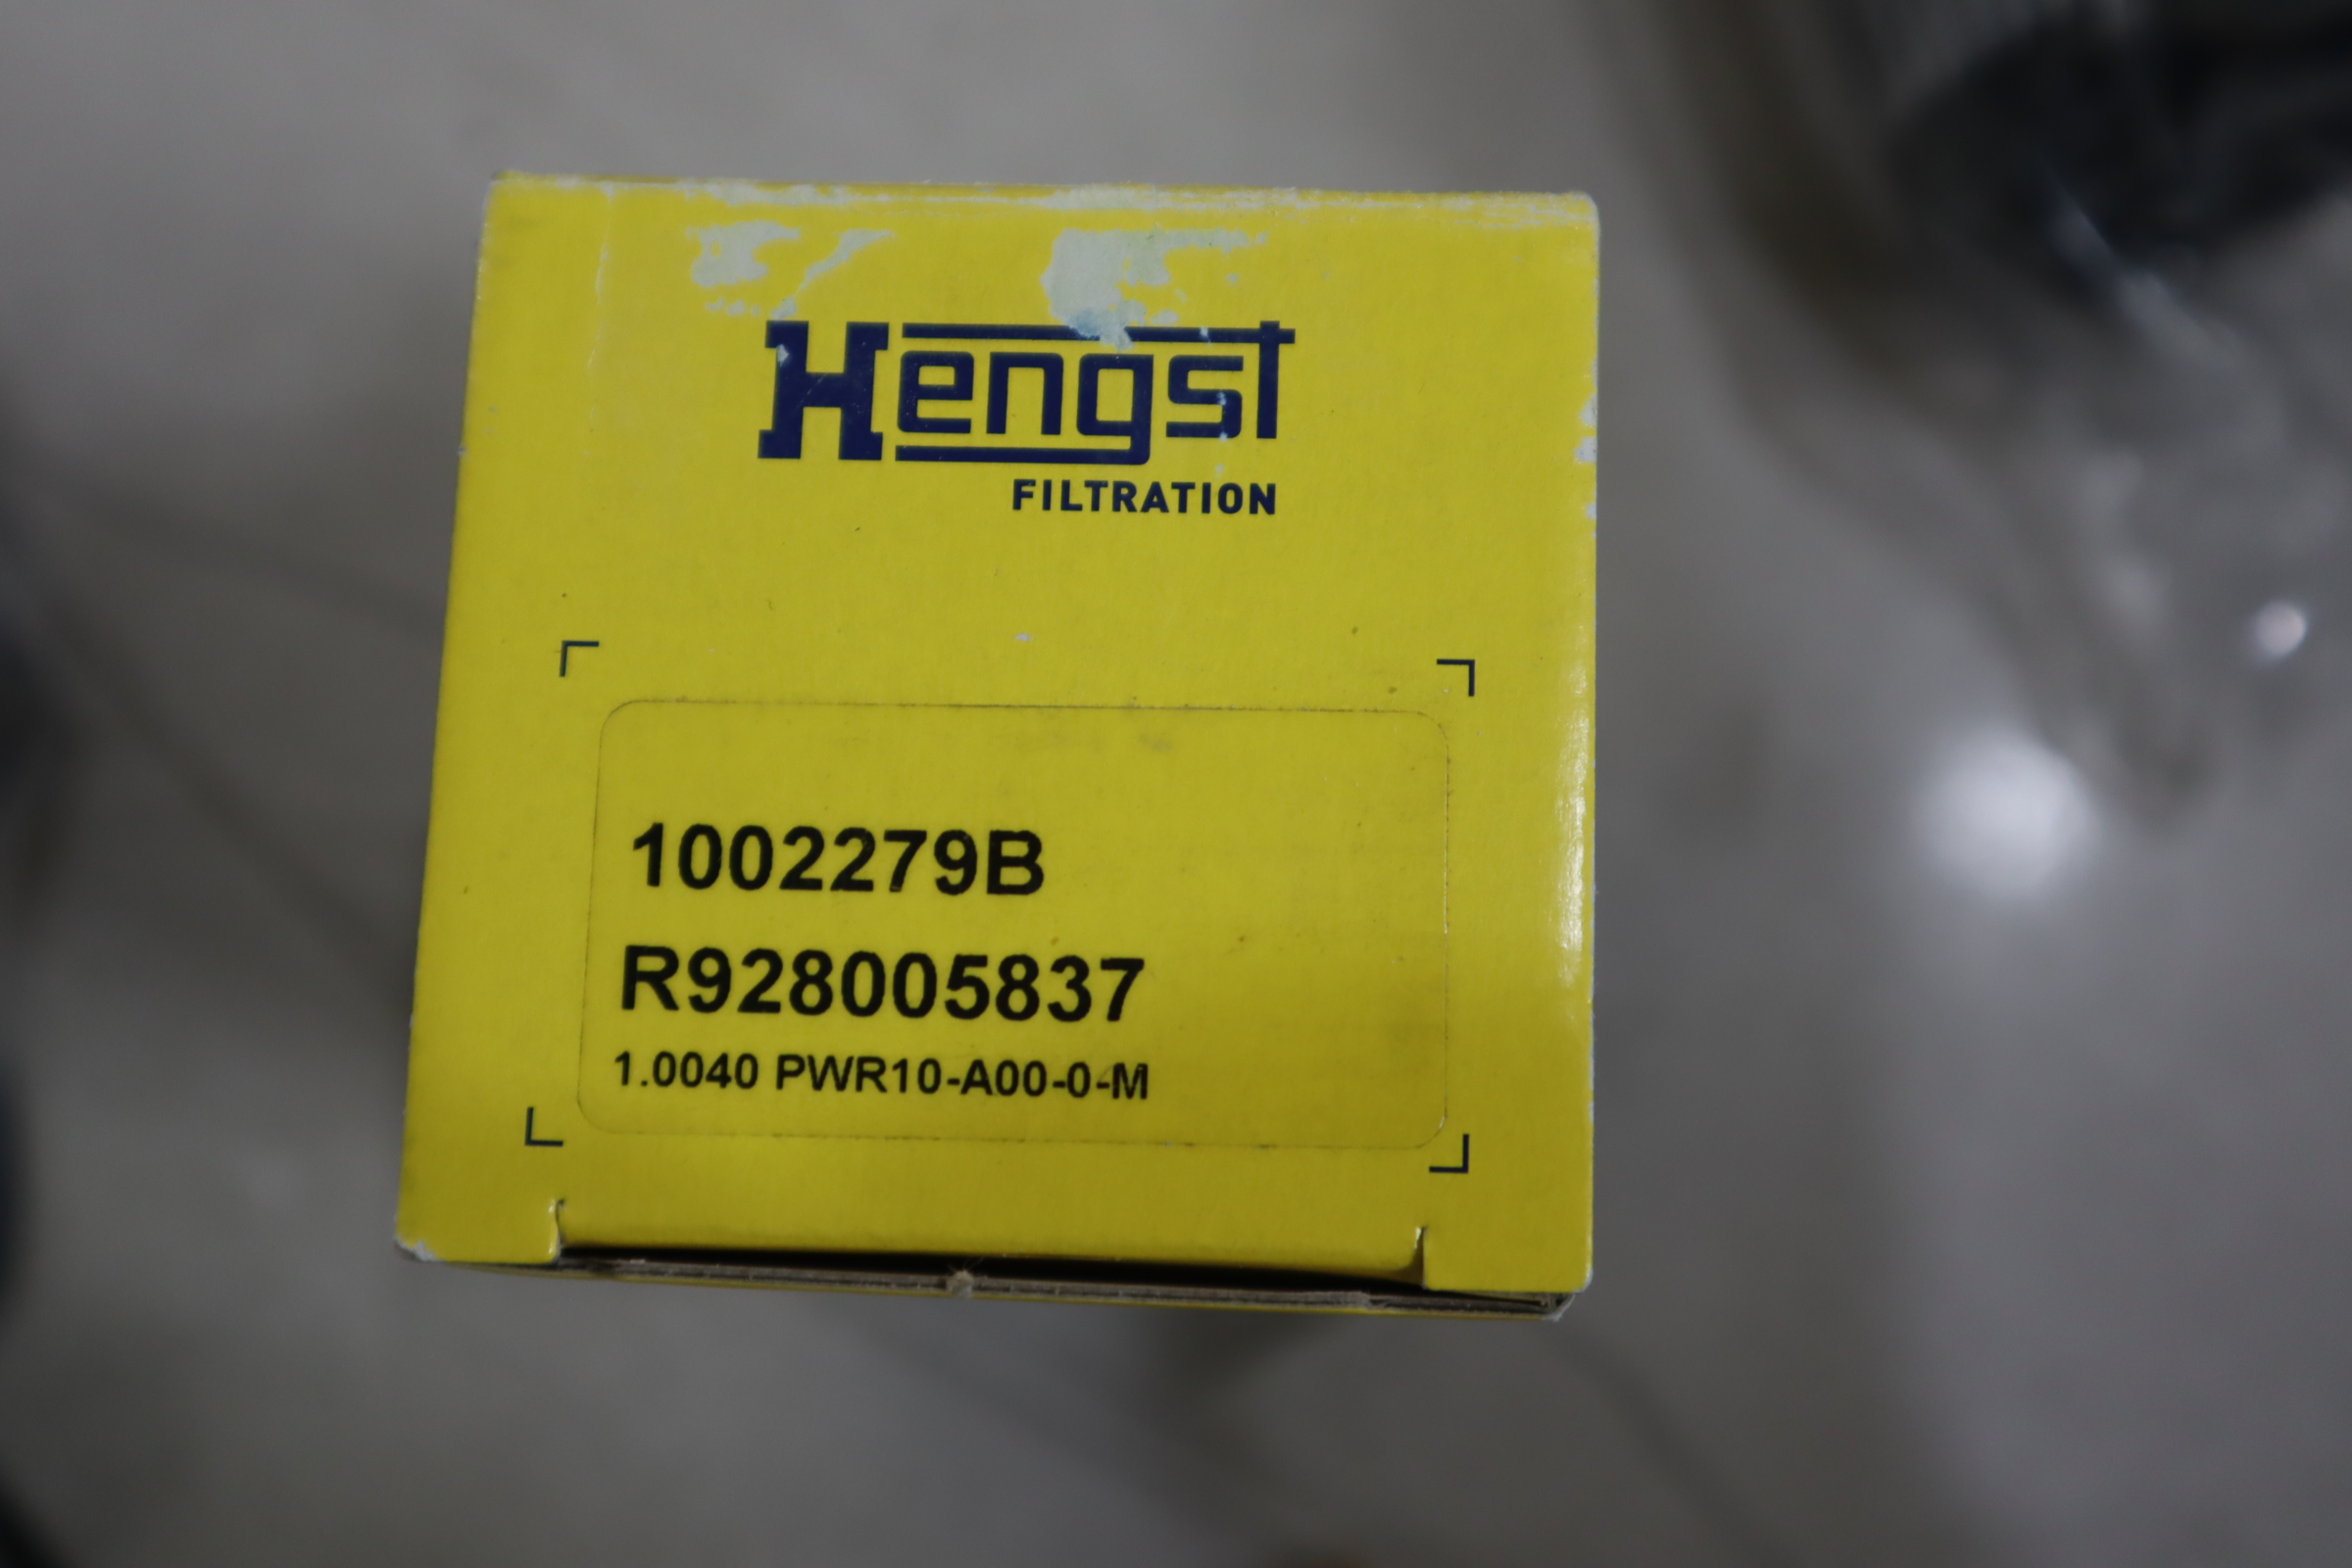 Hengst
FILTRATION
1002279B
R928005837
1.0040 PWR10-A00-0-M